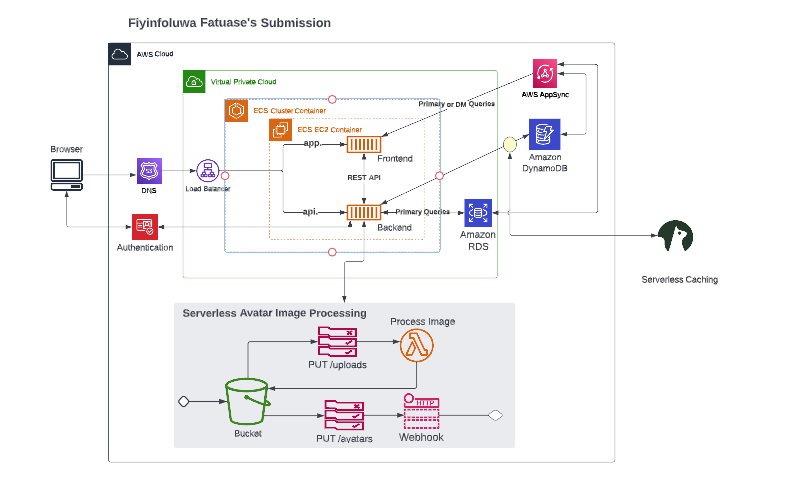 Fiyinfoluwa Fatuase's Submission
AWS Cloud
Virtual Private Cloud
ECS Cluster Container
ECS EC2 Container
AWS AppSync
Primary or DM Queries
app.
Frontend
Browser
Amazon
DynamoDB
REST API
DNS
Load Balancer
api.
Primary Queries
Backend
Amazon
RDS
Authentication
Serverless Caching
Serverless Avatar Image Processing
Process Image
PUT /uploads
HTTP
Bucket
PUT /avatars
Webhook